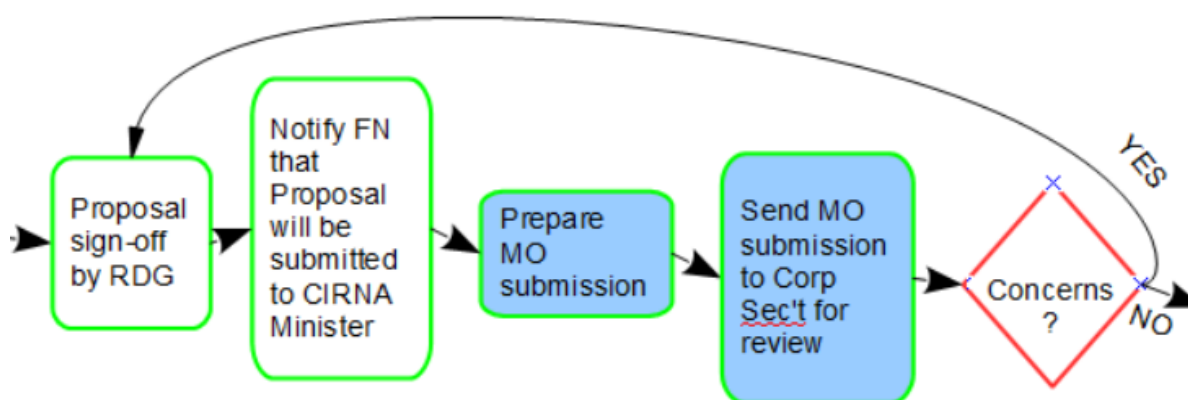 Proposal
sign-off
by RDG
Notify FN
that
Proposal
will be
submitted
to CIRNA
Minister
Prepare
MO
submission
Send MO
submission
to Corp
Sec't for
review
Concerns
?
YES
NO